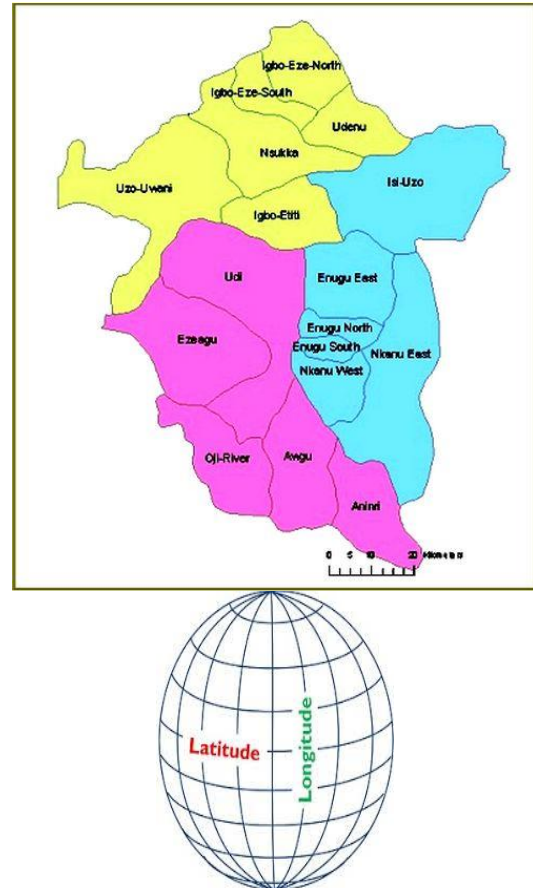 Igbo-Eze-North
Igbo-Eze-South
Udenu
Nsukka
Isi-Uzo
Uzo-Uwani
Igbo-Etiti
Udi
Enugu East
Enugu North
Ezeagu
Enugu South
Nkanu East
Nkanu West
Oji-River
Awgu
Aninri
0 5 10 20
Latitude
Longitude